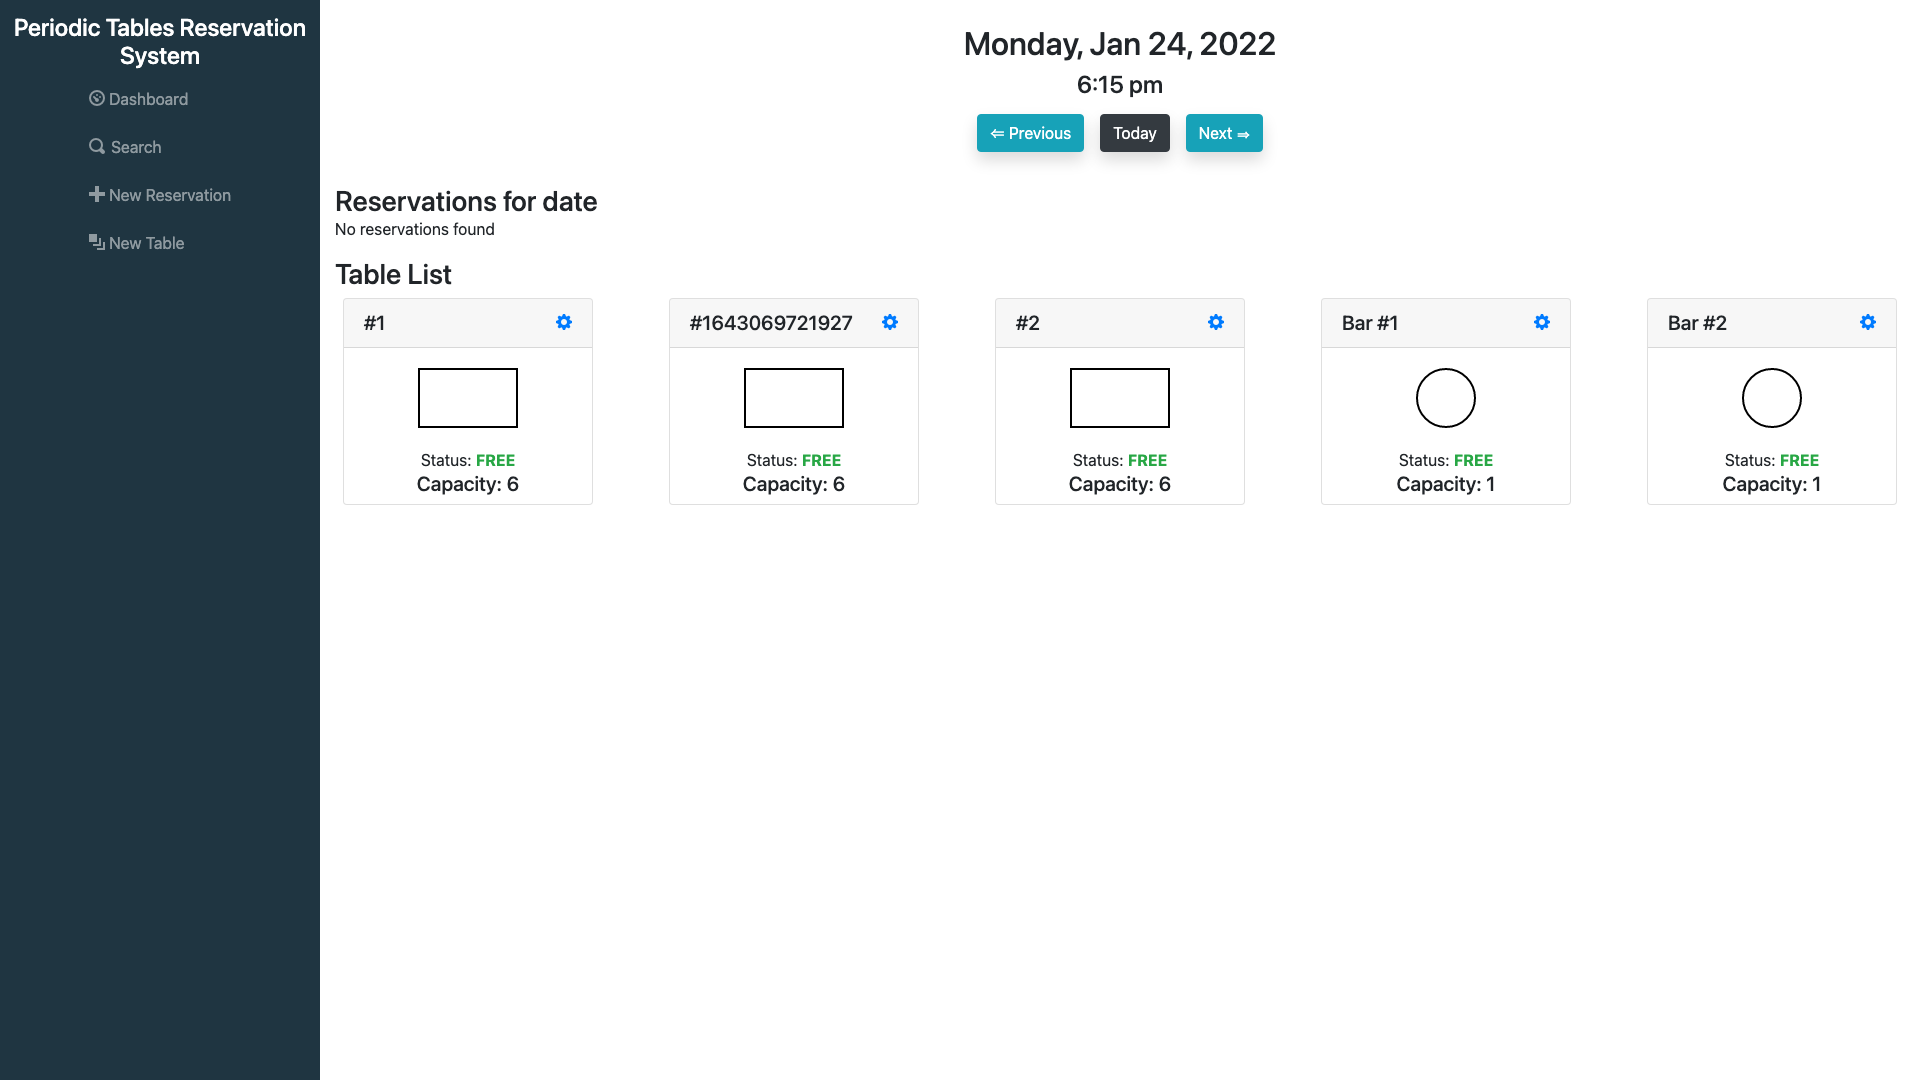 Periodic Tables Reservation
System
Dashboard
Search
New Reservation
New Table
Monday, Jan 24, 2022
6:15 pm
⇐ Previous
Today
Next ⇒
Reservations for date
No reservations found
Table List
#1
Status: FREE
Capacity: 6
#1643069721927
Status: FREE
Capacity: 6
#2
Status: FREE
Capacity: 6
Bar #1
Status: FREE
Capacity: 1
Bar #2
Status: FREE
Capacity: 1